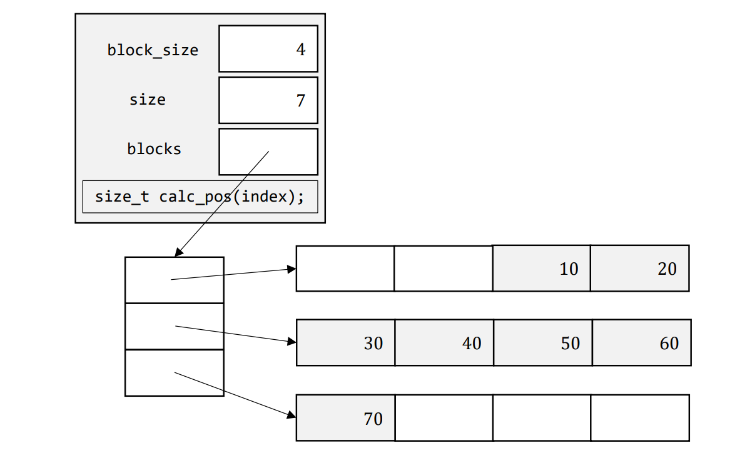 block_size 4
size 7
blocks
size_t calc_pos(index);
10 20
30 40 50 60
70